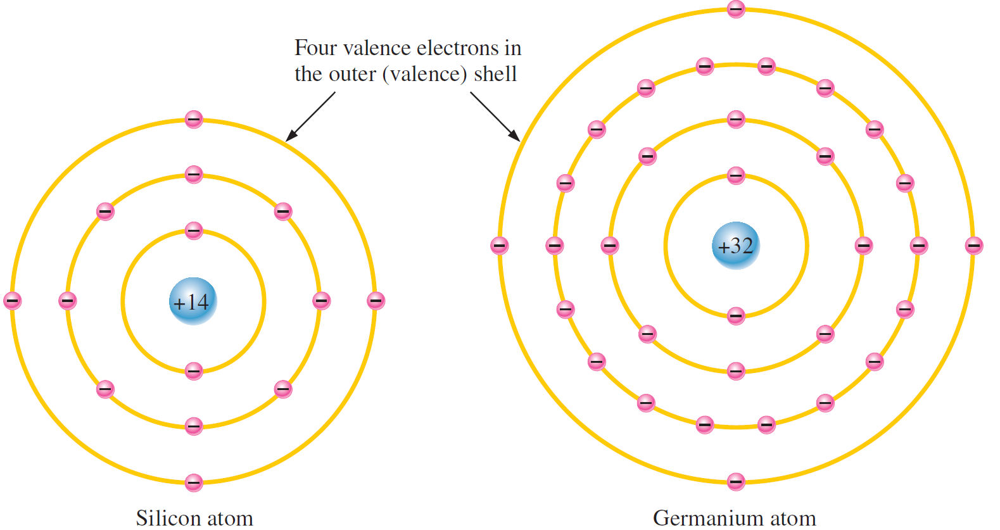 Four valence electrons in
the outer (valence) shell
+14
+32
Silicon atom
Germanium atom